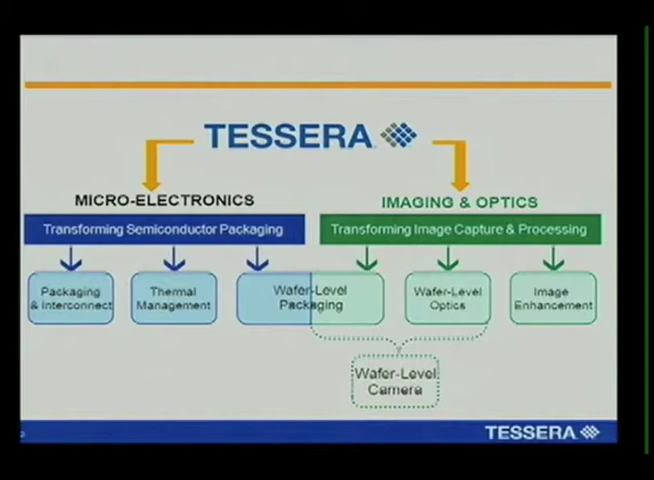 TESSERA
MICRO-ELECTRONICS
IMAGING & OPTICS
Transforming Semiconductor Packaging
Transforming Image Capture & Processing
Packaging
& Interconnect
Thermal
Management
Wafer-Level
Packaging
Wafer-Level
Optics
Image
Enhancement
Wafer-Level
Camera
TESSERA